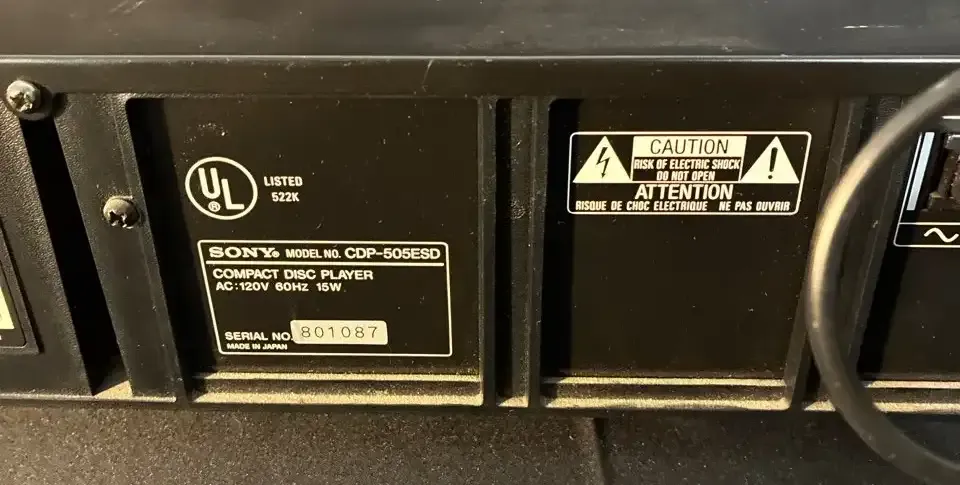 UL
®
LISTED
522K
SONY® MODEL NO. CDP-505ESD
COMPACT DISC PLAYER
AC:120V 60Hz 15W
SERIAL NO. 801087
MADE IN JAPAN
CAUTION
RISK OF ELECTRIC SHOCK
DO NOT OPEN
ATTENTION
RISQUE DE CHOC ELECTRIQUE NE PAS OUVRIR